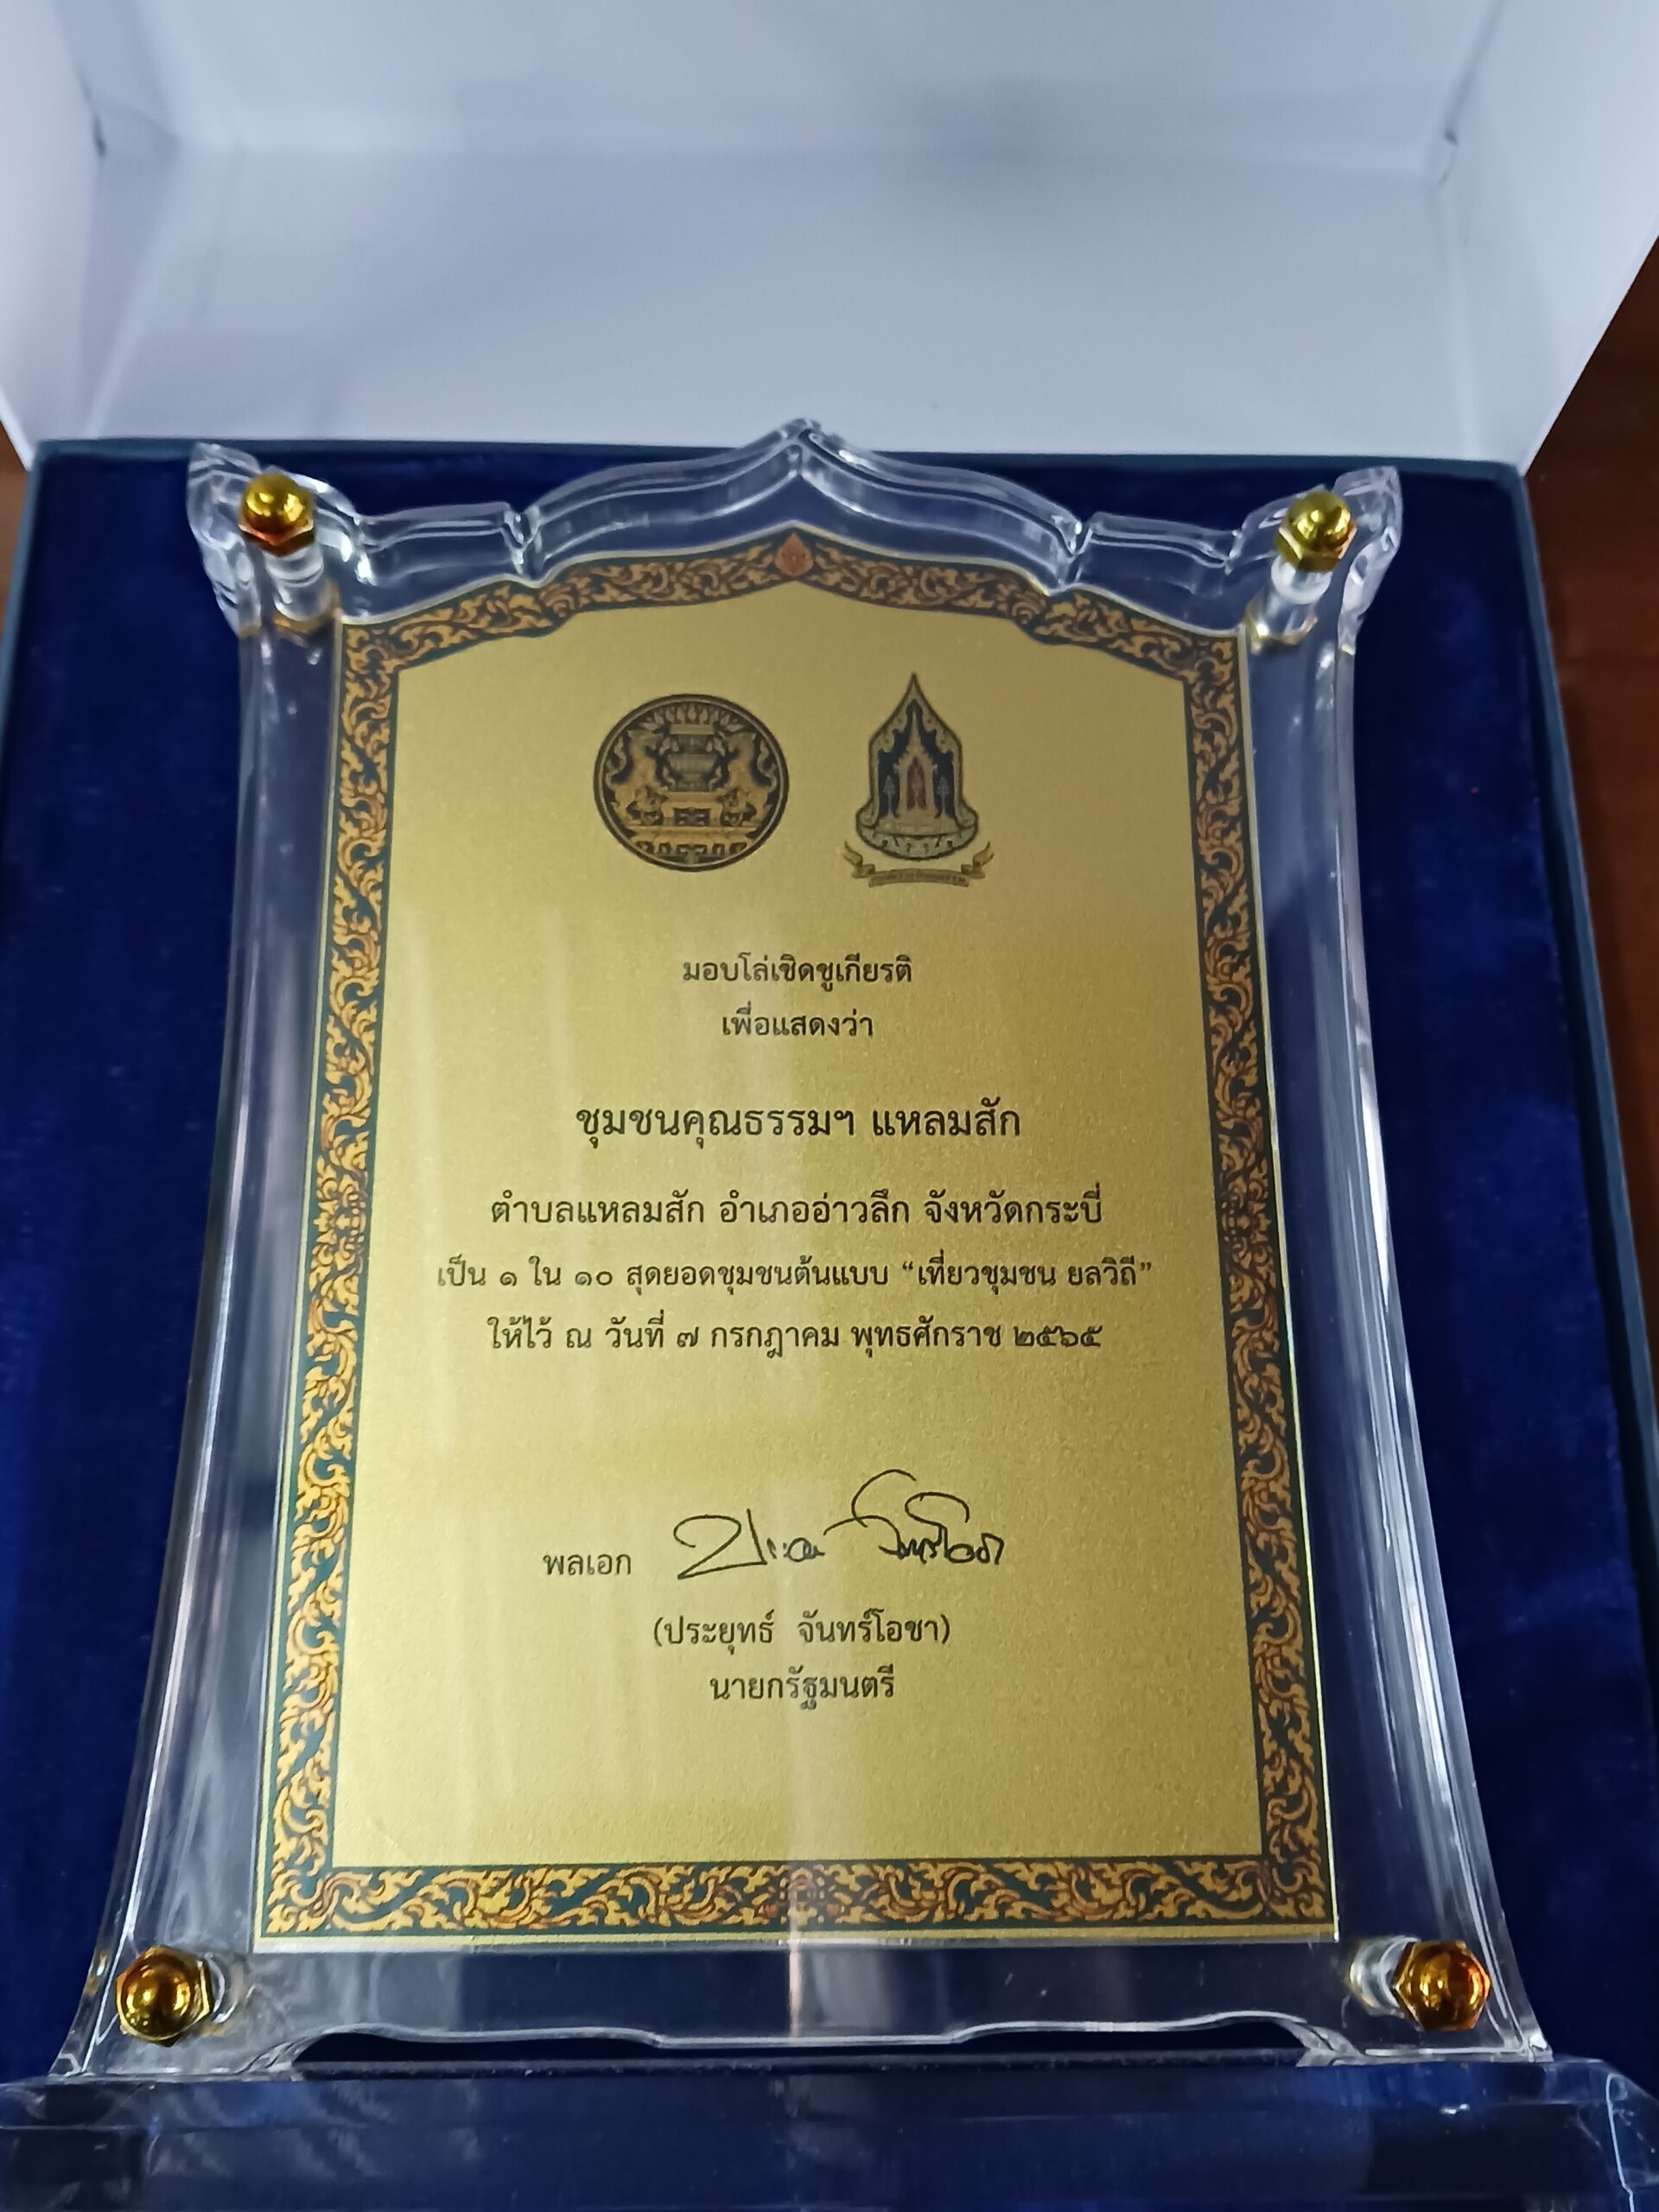 มอบโล่เชิดชูเกียรติ
เพื่อแสดงว่า
ชุมชนคุณธรรมฯ แหลมสัก
ตำบลแหลมสัก อำเภออ่าวลึก จังหวัดกระบี่
เป็น ๑ ใน ๑๐ สุดยอดชุมชนต้นแบบ “เที่ยวชุมชน ยลวิถี”
ให้ไว้ ณ วันที่ ๗ กรกฎาคม พุทธศักราช ๒๕๖๕
พลเอก
(ประยุทธ์ จันทร์โอชา)
นายกรัฐมนตรี